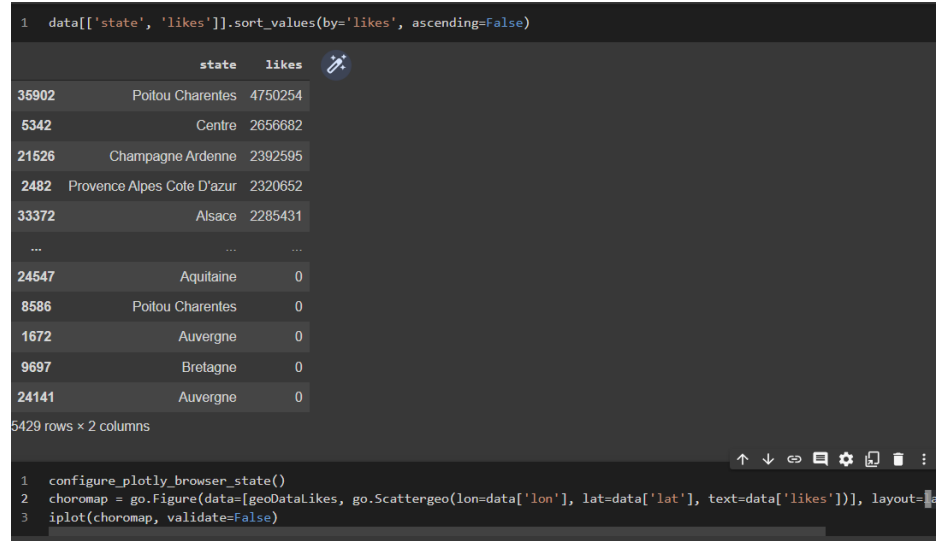 1 data[['state', 'likes']].sort_values(by='likes', ascending=False)
state likes
35902 Poitou Charentes 4750254
5342 Centre 2656682
21526 Champagne Ardenne 2392595
2482 Provence Alpes Cote D'azur 2320652
33372 Alsace 2285431
... ... ...
24547 Aquitaine 0
8586 Poitou Charentes 0
1672 Auvergne 0
9697 Bretagne 0
24141 Auvergne 0
5429 rows × 2 columns
1 configure_plotly_browser_state()
2 choromap = go.Figure(data=[geoDataLikes, go.Scattergeo(lon=data['lon'], lat=data['lat'], text=data['likes'])], layout=
3 iplot(choromap, validate=False)